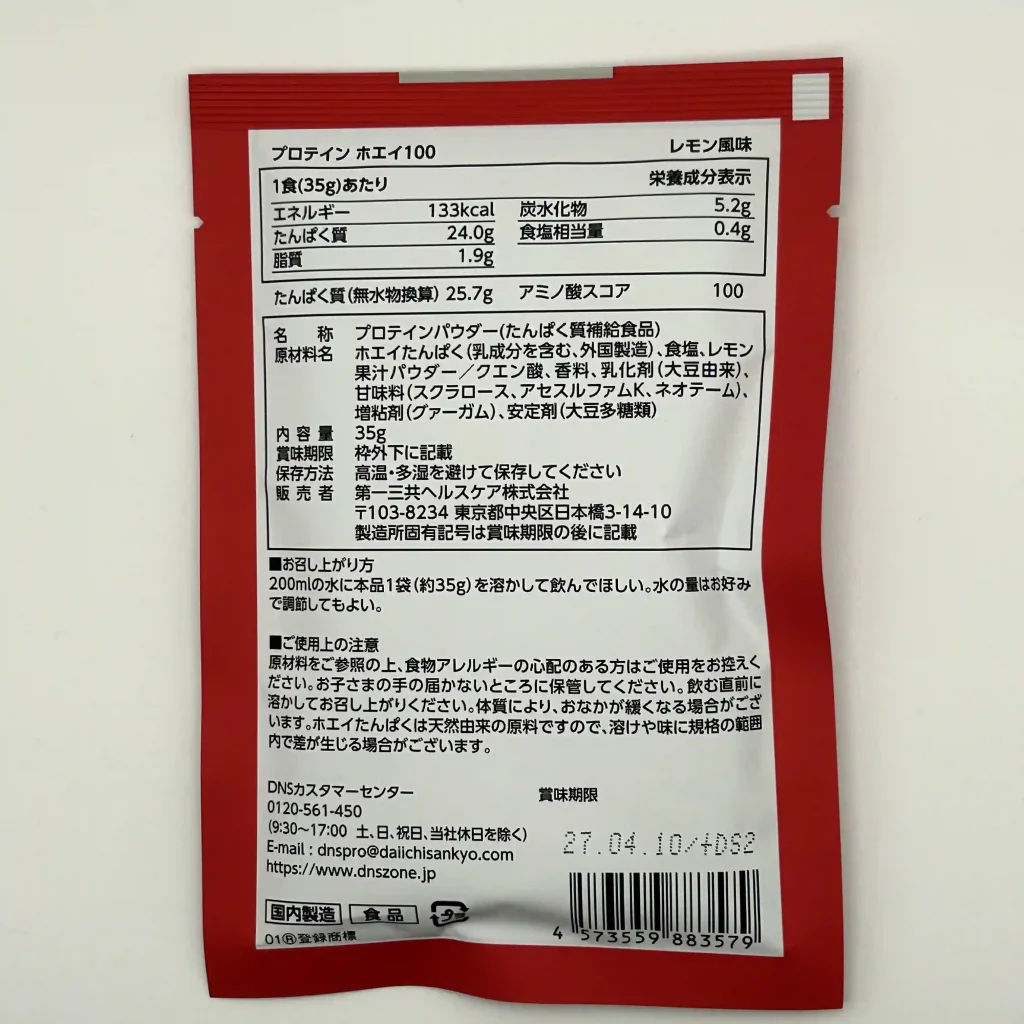 プロテイン ホエイ100 レモン風味
1食(35g)あたり 栄養成分表示
エネルギー 133kcal 炭水化物 5.2g
たんぱく質 24.0g 食塩相当量 0.4g
脂質 1.9g
たんぱく質(無水物換算) 25.7g アミノ酸スコア 100
名称 プロテインパウダー(たんぱく質補給食品)
原材料名 ホエイたんぱく(乳成分を含む、外国製造)、食塩、レモン
果汁パウダー／クエン酸、香料、乳化剤(大豆由来)、
甘味料(スクラロース、アセスルファムK、ネオテーム)、
増粘剤(グァーガム)、安定剤(大豆多糖類)
内容量 35g
賞味期限 枠外下に記載
保存方法 高温・多湿を避けて保存してください
販売者 第一三共ヘルスケア株式会社
〒103-8234 東京都中央区日本橋3-14-10
製造所固有記号は賞味期限の後に記載
■お召し上がり方
200mlの水に本品1袋(約35g)を溶かして飲んでほしい。水の量はお好み
で調節してもよい。
■ご使用上の注意
原材料をご参照の上、食物アレルギーの心配のある方はご使用をお控えく
ださい。お子さまの手の届かないところに保管してください。飲む直前に
溶かしてお召し上がりください。体質により、おなかが緩くなる場合がござ
います。ホエイたんぱくは天然由来の原料ですので、溶けや味に規格の範囲
内で差が生じる場合がございます。
DNSカスタマーセンター
0120-561-450
(9:30〜17:00 土、日、祝日、当社休日を除く)
E-mail : dnspro@daiichisankyo.com
https://www.dnszone.jp
賞味期限
27.04.10/+DS2
国内製造 食品
01®登録商標
4 573559 883579